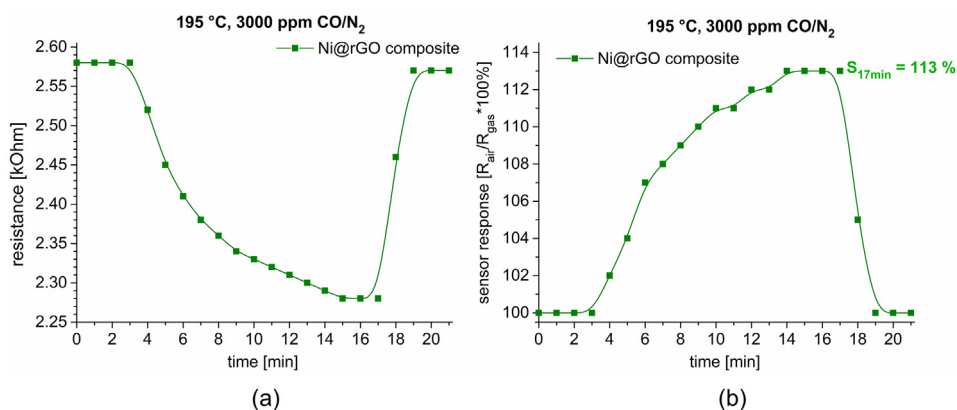 195 °C, 3000 ppm CO/N₂
Ni@rGO composite
resistance [kOhm]
2.60
2.55
2.50
2.45
2.40
2.35
2.30
2.25
0 2 4 6 8 10 12 14 16 18 20
time [min]
(a)
195 °C, 3000 ppm CO/N₂
Ni@rGO composite
S₁₇ₘᵢₙ = 113 %
sensor response [R_air/R_gas*100%]
114
112
110
108
106
104
102
100
0 2 4 6 8 10 12 14 16 18 20
time [min]
(b)